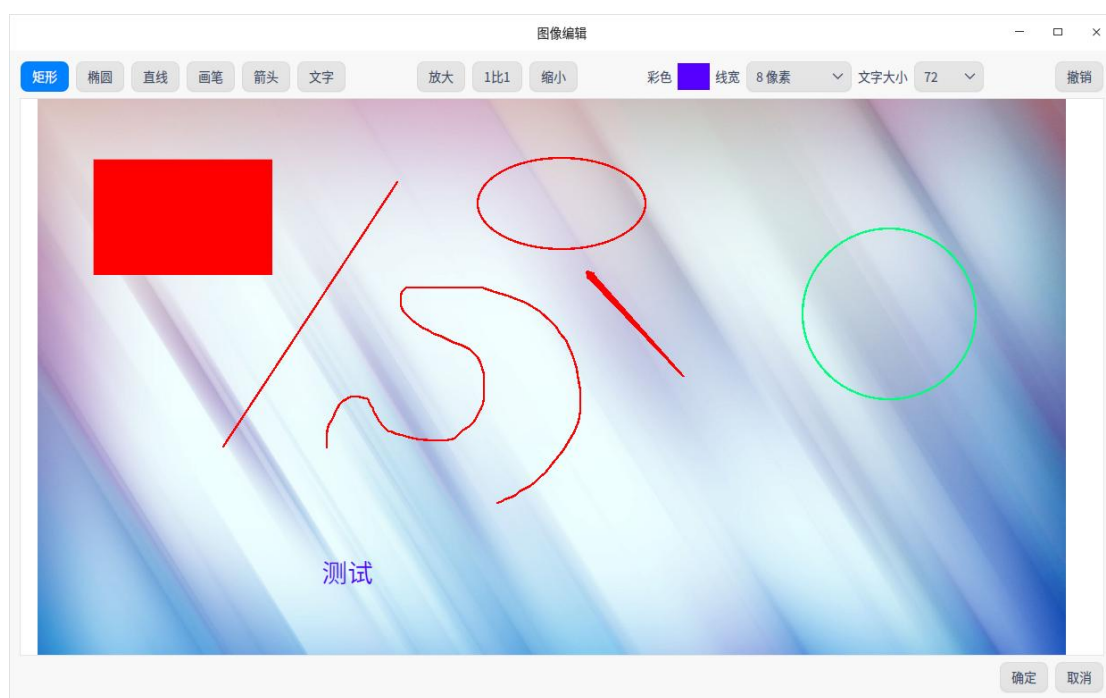 图像编辑
矩形 椭圆 直线 画笔 箭头 文字 放大 1比1 缩小 彩色 线宽 8 像素 文字大小 72 撤销
测试
确定 取消